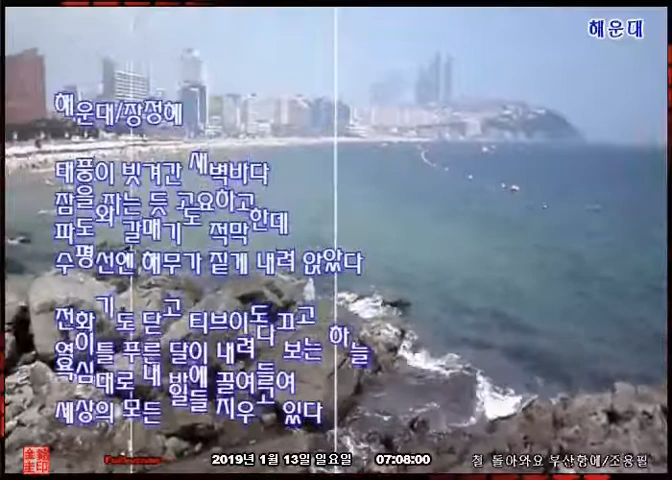 해운대
해운대/장정혜
태풍이 빗겨간 새벽바다
잠을 자는 듯 고요하고
파도와 갈매기도 적막한데
수평선엔 해무가 짙게 내려 앉았다
전화기도 닫고 티브이도 끄고
옆이틀 푸른 달이 내려다 보는 하늘
욕심대로 내 방에 끌어들여
세상의 모든 일들 지우고 있다
2019년 1월 13일 일요일
07:08:00
철 돌아와요 부산항에/조용필